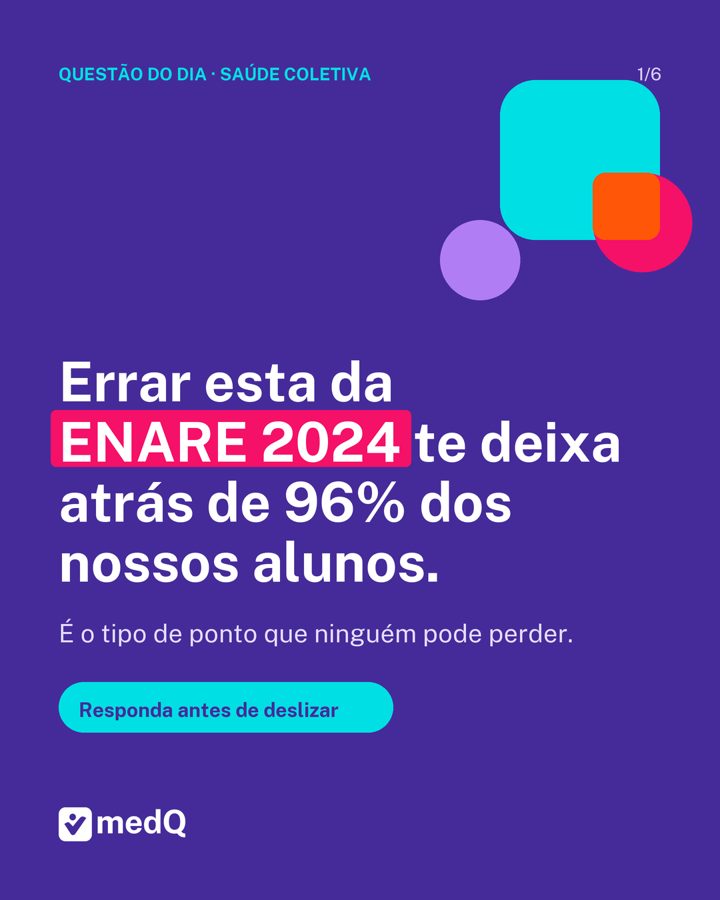 QUESTÃO DO DIA · SAÚDE COLETIVA
1/6
Errar esta da
ENARE 2024 te deixa
atrás de 96% dos
nossos alunos.
É o tipo de ponto que ninguém pode perder.
Responda antes de deslizar
medQ